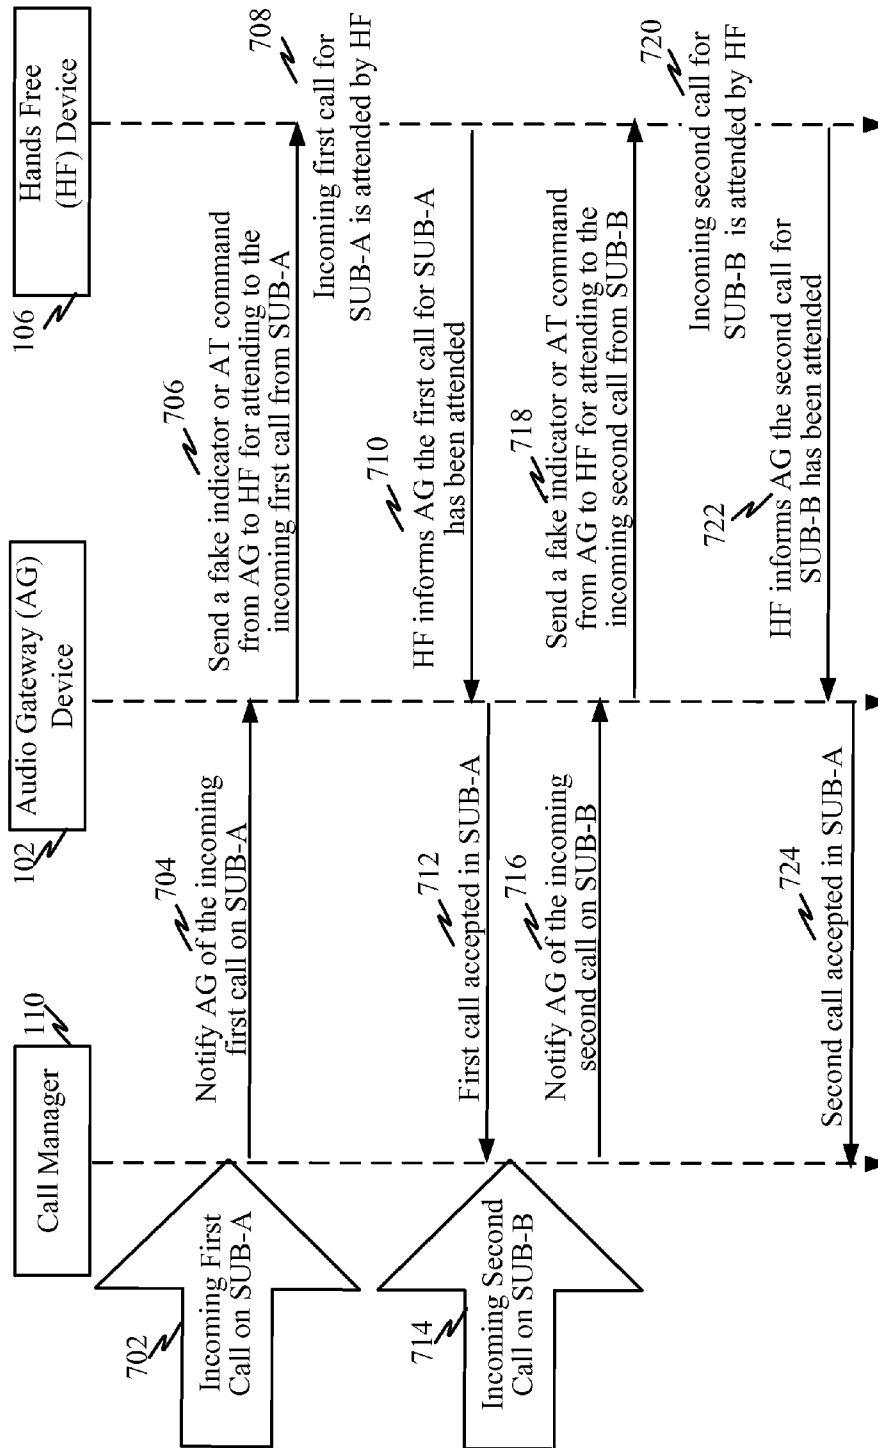 Call Manager
110
Audio Gateway (AG)
Device
102
Hands Free
(HF) Device
106
702
Incoming First
Call on SUB-A
704
Notify AG of the incoming
first call on SUB-A
706
Send a fake indicator or AT command
from AG to HF for attending to the
incoming first call from SUB-A
708
Incoming first call for
SUB-A is attended by HF
710
HF informs AG the first call for SUB-A
has been attended
712
First call accepted in SUB-A
714
Incoming Second
Call on SUB-B
716
Notify AG of the incoming
second call on SUB-B
718
Send a fake indicator or AT command
from AG to HF for attending to the
incoming second call from SUB-B
720
Incoming second call for
SUB-B is attended by HF
722
HF informs AG the second call for
SUB-B has been attended
724
Second call accepted in SUB-A